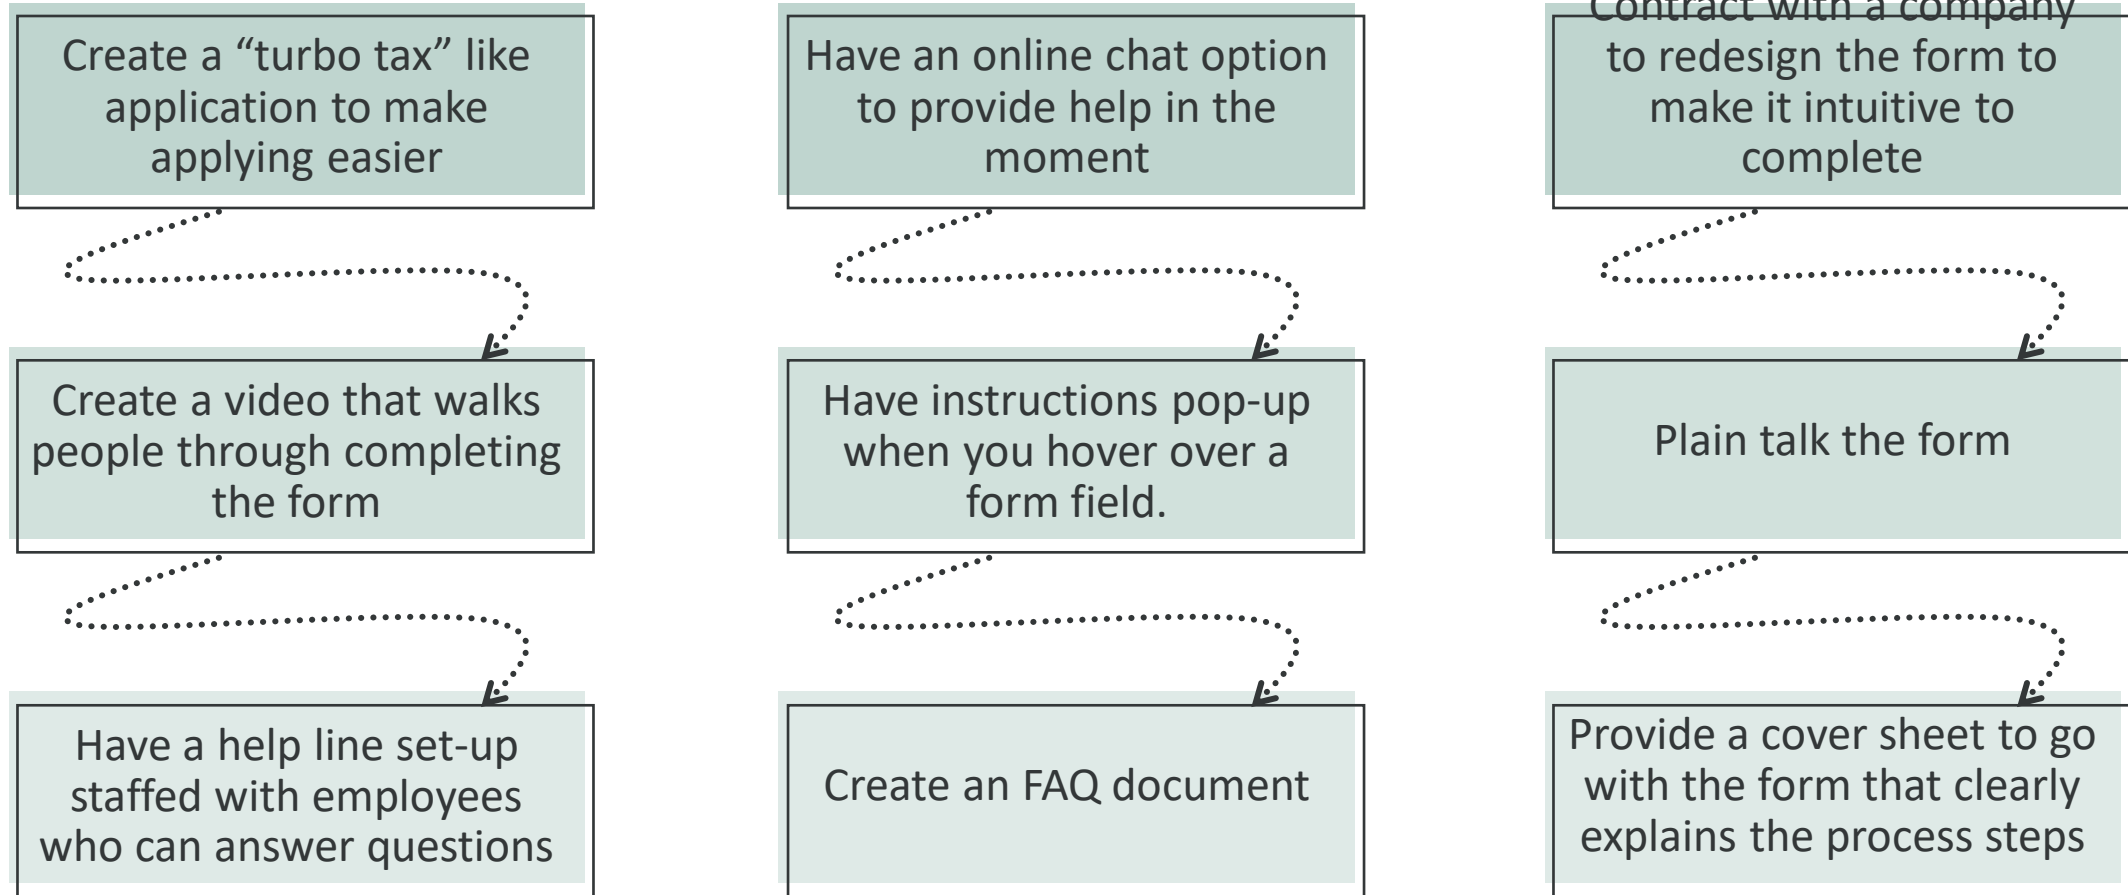 Create a “turbo tax” like
application to make
applying easier
Have an online chat option
to provide help in the
moment
Contract with a company
to redesign the form to
make it intuitive to
complete
Create a video that walks
people through completing
the form
Have instructions pop-up
when you hover over a
form field.
Plain talk the form
Have a help line set-up
staffed with employees
who can answer questions
Create an FAQ document
Provide a cover sheet to go
with the form that clearly
explains the process steps